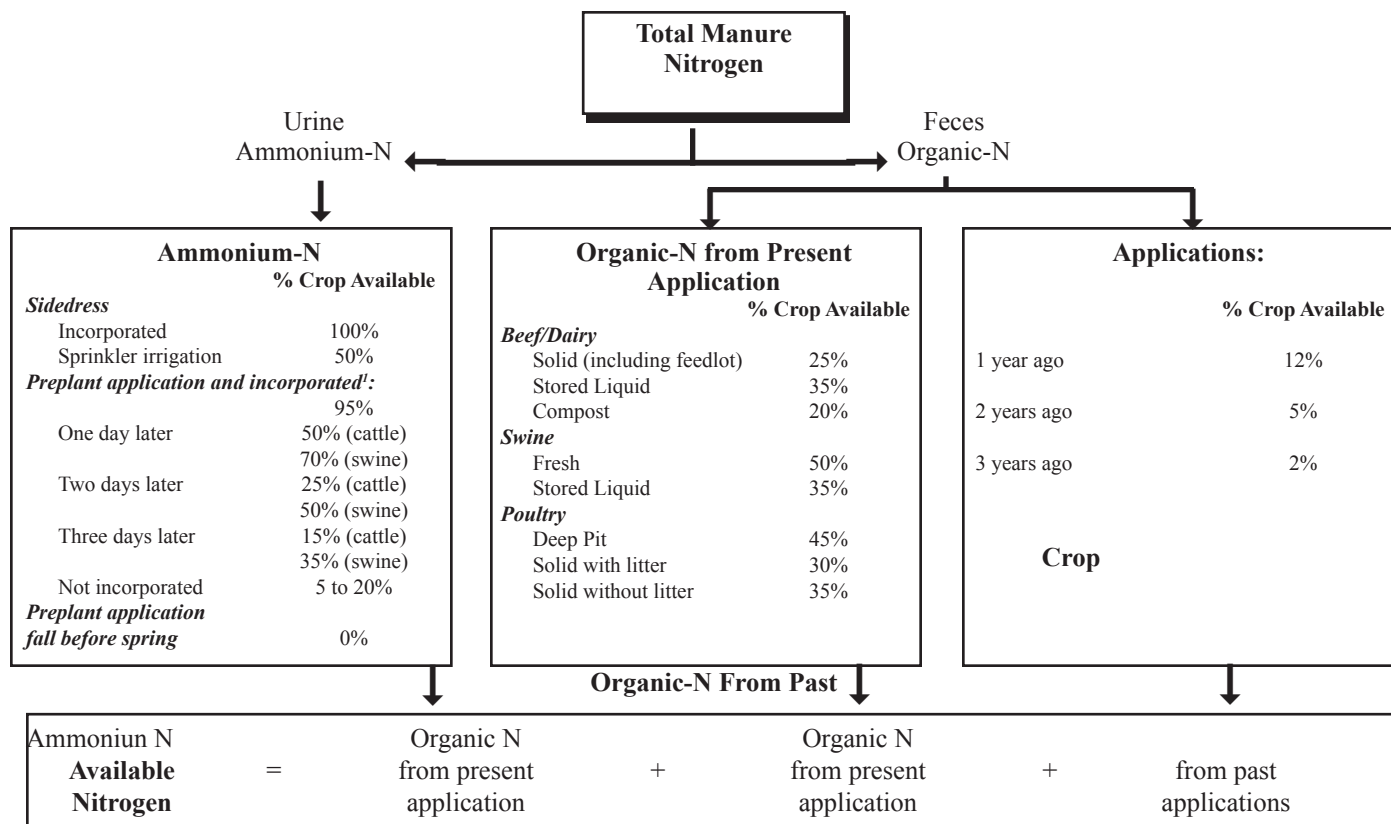 Total Manure
Nitrogen
Urine
Ammonium-N
Feces
Organic-N
Ammonium-N
% Crop Available
Sidedress
Incorporated 100%
Sprinkler irrigation 50%
Preplant application and incorporated¹:
95%
One day later 50% (cattle)
70% (swine)
Two days later 25% (cattle)
50% (swine)
Three days later 15% (cattle)
35% (swine)
Not incorporated 5 to 20%
Preplant application
fall before spring 0%
Organic-N from Present
Application
% Crop Available
Beef/Dairy
Solid (including feedlot) 25%
Stored Liquid 35%
Compost 20%
Swine
Fresh 50%
Stored Liquid 35%
Poultry
Deep Pit 45%
Solid with litter 30%
Solid without litter 35%
Applications:
% Crop Available
1 year ago 12%
2 years ago 5%
3 years ago 2%
Crop
Organic-N From Past
Ammoniun N Organic N Organic N
Available = from present + from present + from past
Nitrogen application application applications